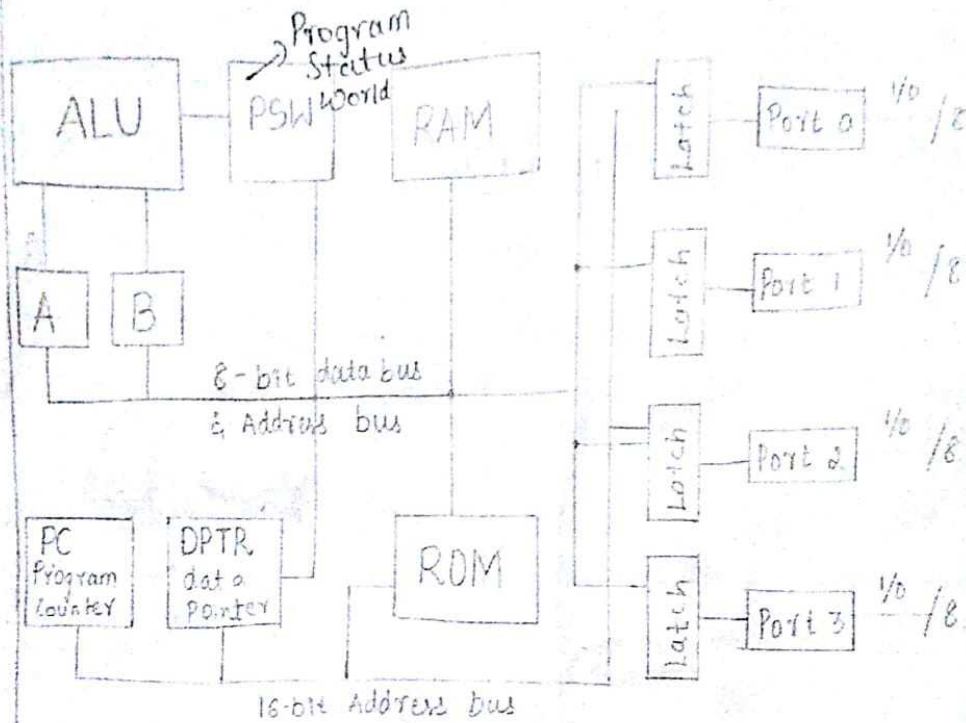 Program
Status
World
ALU
PSW
RAM
A
B
8-bit data bus
& Address bus
PC
Program
Counter
DPTR
data
Pointer
ROM
16-bit Address bus
Latch
Port 0
I/O
/8
Latch
Port 1
I/O
/8
Latch
Port 2
I/O
/8
Latch
Port 3
I/O
/8